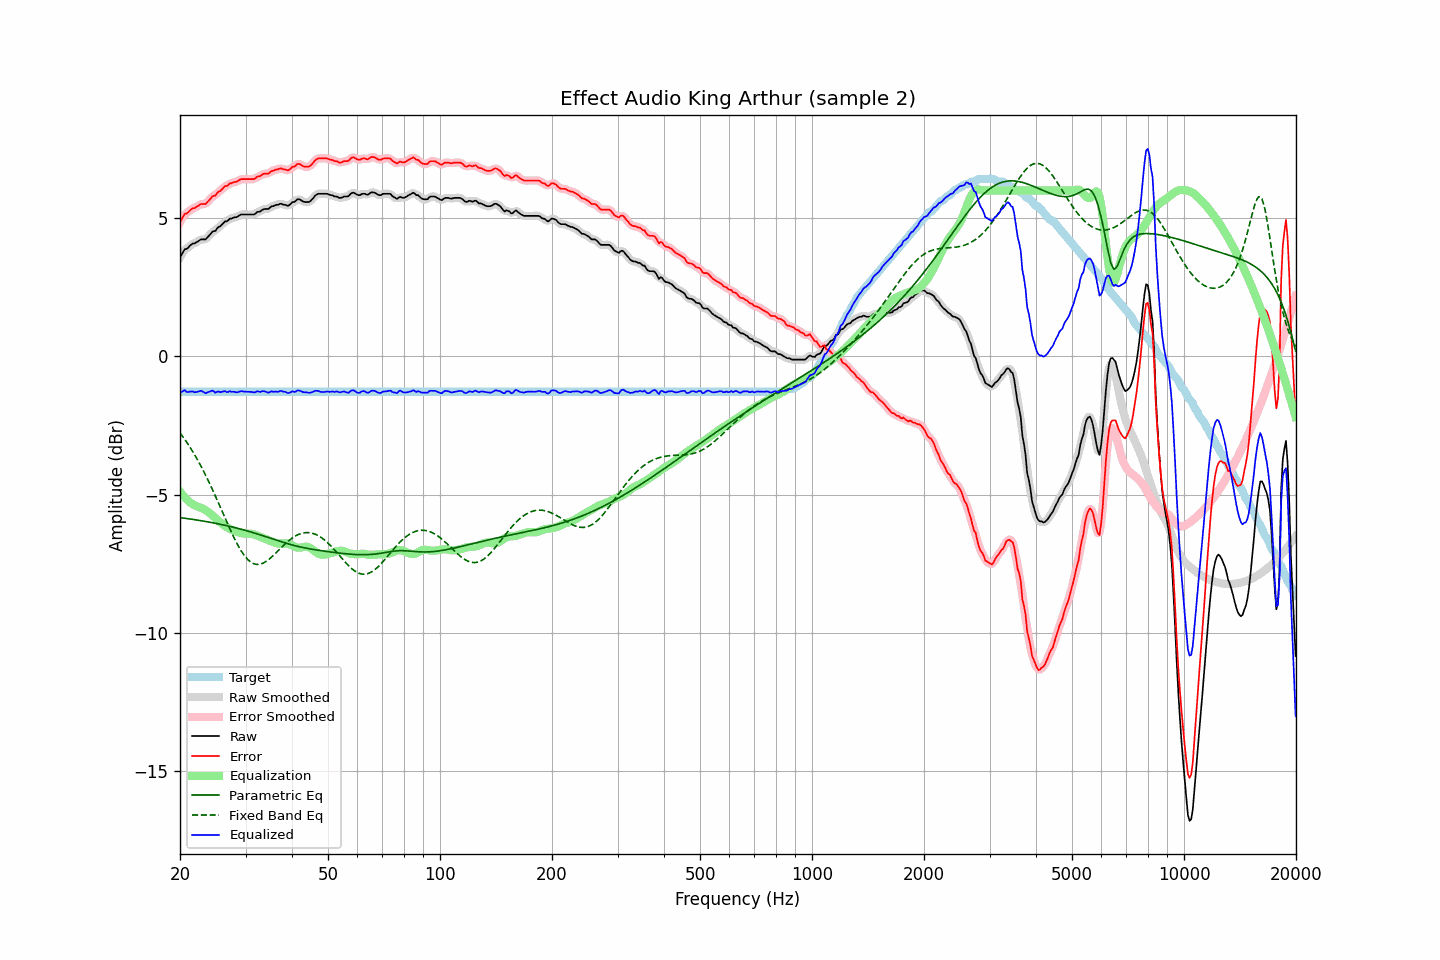 Effect Audio King Arthur (sample 2)
Amplitude (dBr)
5
0
−5
−10
−15
Target
Raw Smoothed
Error Smoothed
Raw
Error
Equalization
Parametric Eq
Fixed Band Eq
Equalized
20 50 100 200 500 1000 2000 5000 10000 20000
Frequency (Hz)